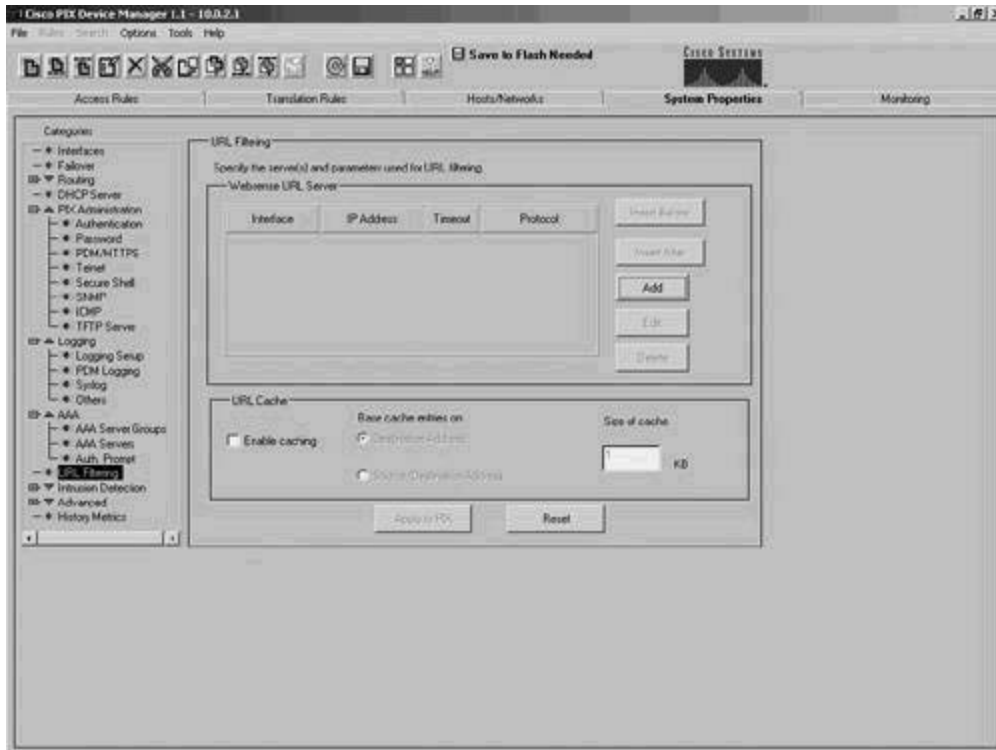 Cisco PIX Device Manager 1.1 - 10.0.2.1
File Rules Search Options Tools Help
Save to Flash Needed
CISCO SYSTEMS
HELP
Access Rules
Translation Rules
Hosts/Networks
System Properties
Monitoring
Categories
Interfaces
Failover
Routing
DHCP Server
PIX Administration
Authentication
Password
PDM/HTTPS
Telnet
Secure Shell
SNMP
ICMP
TFTP Server
Logging
Logging Setup
PDM Logging
Syslog
Others
AAA
AAA Server Groups
AAA Servers
Auth. Prompt
URL Filtering
Intrusion Detection
Advanced
History Metrics
URL Filtering
Specify the server(s) and parameters used for URL filtering.
Websense URL Server
Interface
IP Address
Timeout
Protocol
Insert Before
Insert After
Add
Edit
Delete
URL Cache
Enable caching
Base cache entries on:
Destination Address
Source/Destination Address
Size of cache
1
KB
Apply to PIX
Reset